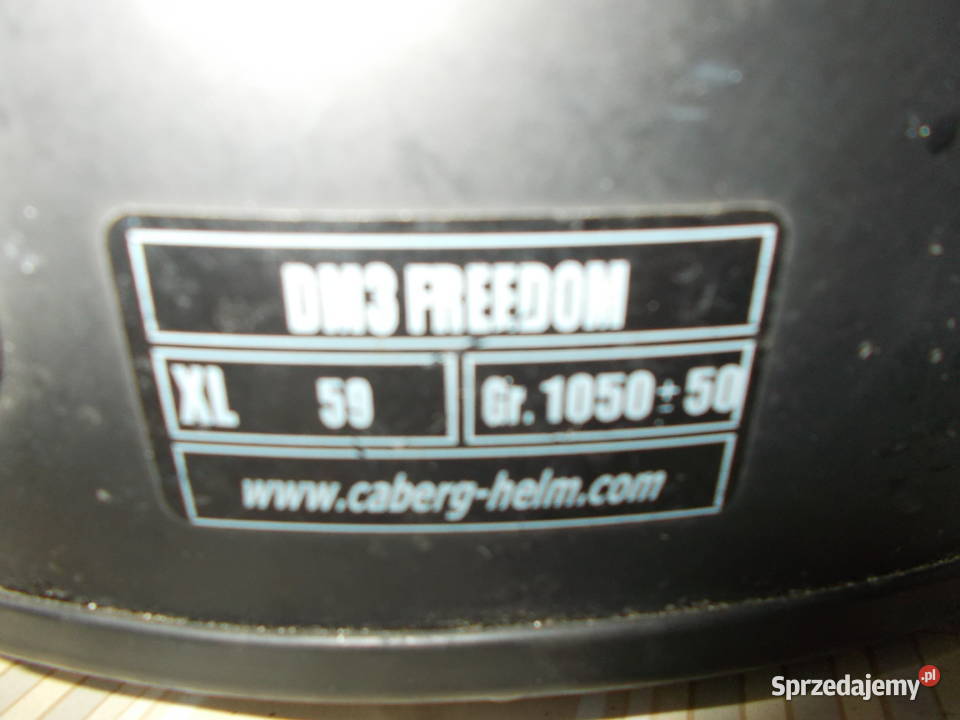 DM3 FREEDOM
XL 59 Gr. 1050 ± 50
www.caberg-helm.com
Sprzedajemy.pl